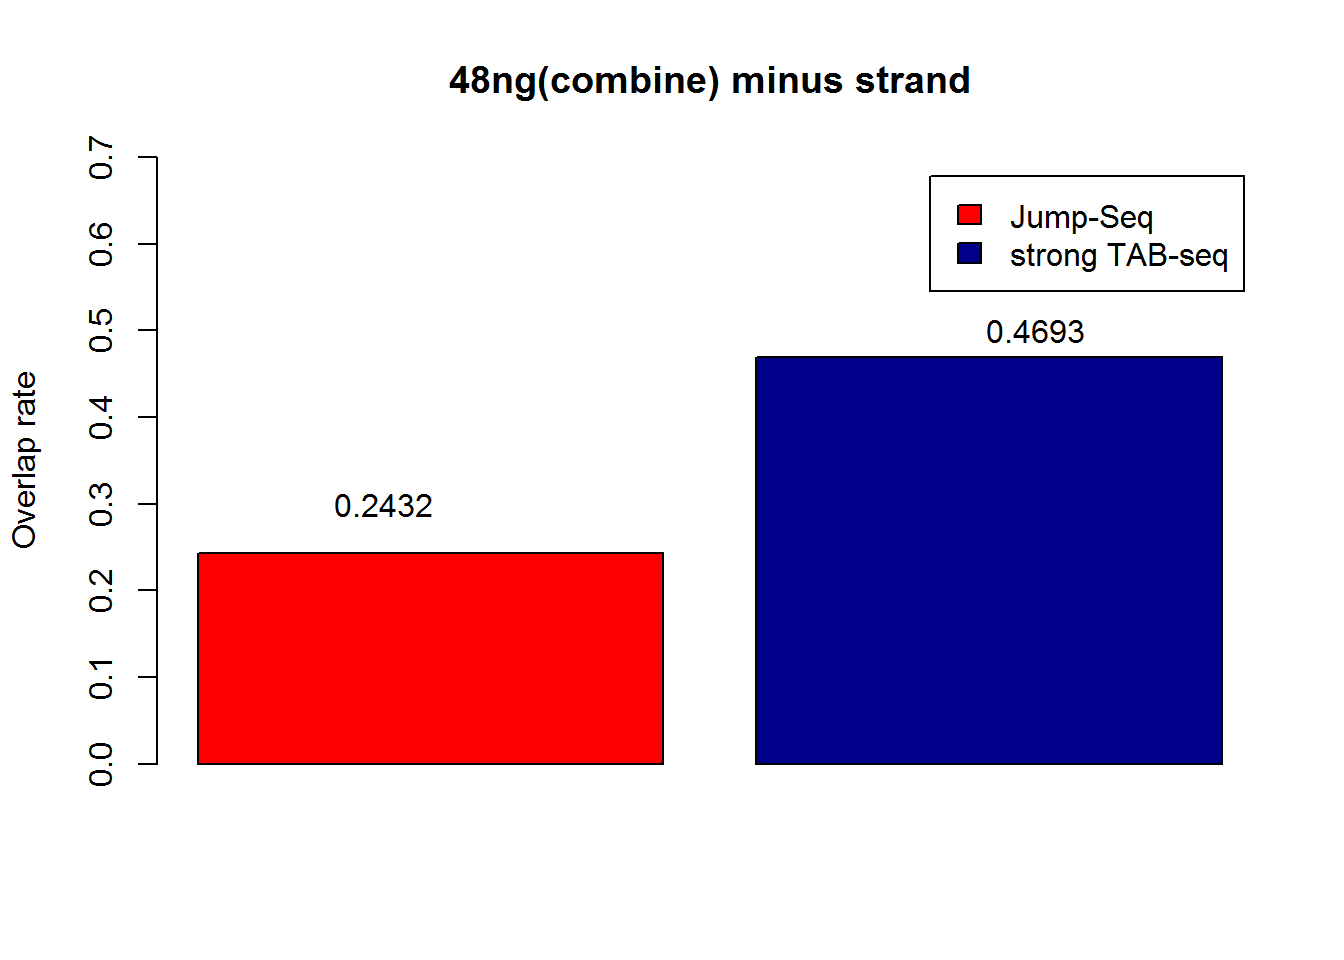 48ng(combine) minus strand
0.7
0.6
0.5
0.4
0.3
0.2
0.1
0.0
Overlap rate
Jump-Seq
strong TAB-seq
0.4693
0.2432